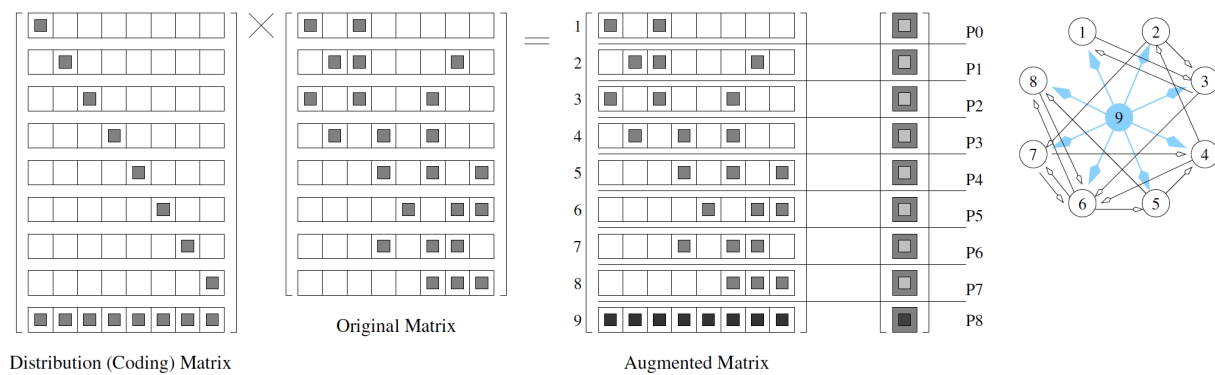 1
2
3
4
5
6
7
8
9
P0
P1
P2
P3
P4
P5
P6
P7
P8
1
2
3
4
5
6
7
8
9
Original Matrix
Distribution (Coding) Matrix
Augmented Matrix